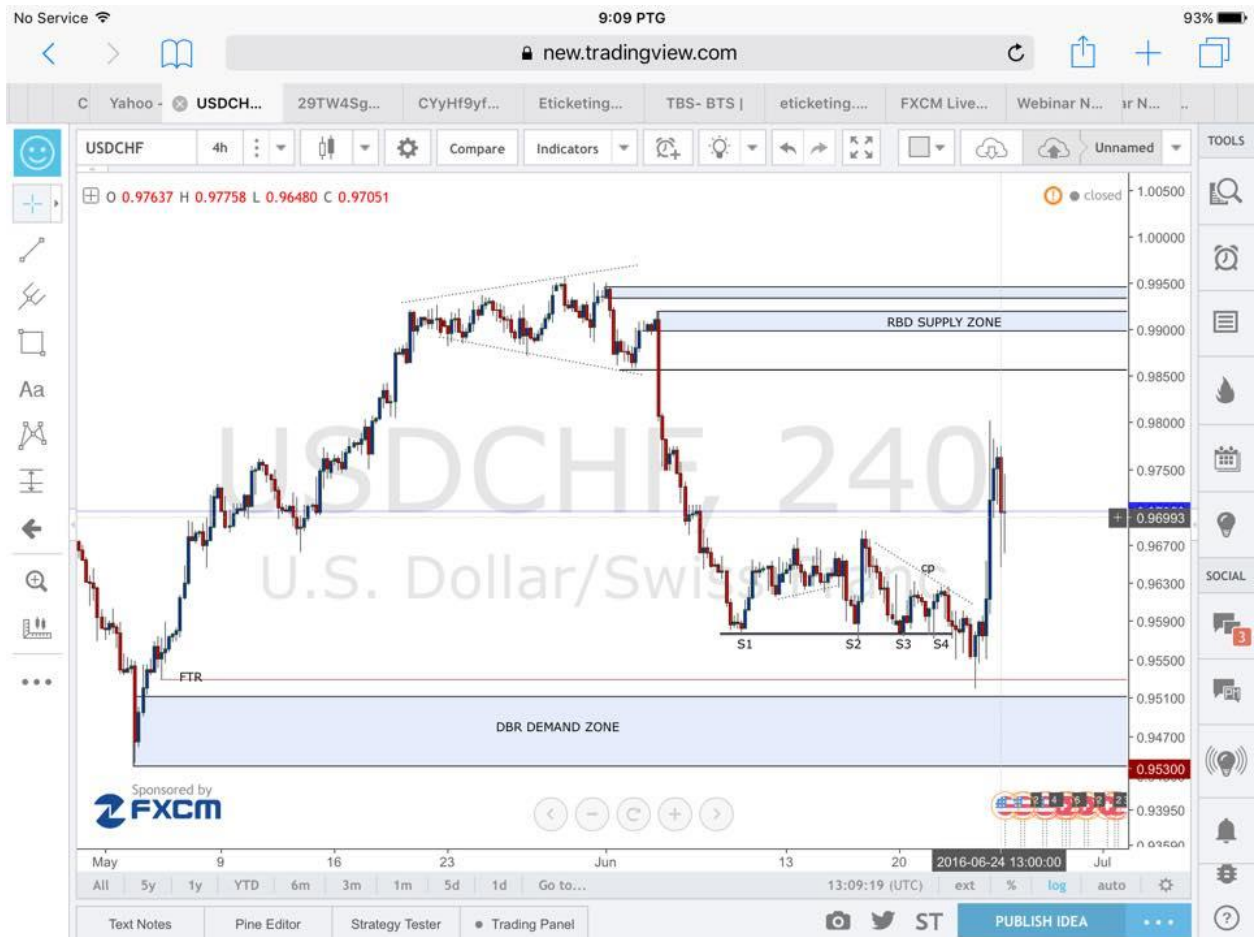 No Service 9:09 PTG 93%
new.tradingview.com
C Yahoo - USDCH... 29TW4Sg... CYyHf9yf... Eticketing... TBS- BTS | eticketing.... FXCM Live... Webinar N... ar N... ..
USDCHF 4h Compare Indicators Unnamed TOOLS
O 0.97637 H 0.97758 L 0.96480 C 0.97051 closed
1.00500
1.00000
0.99500
RBD SUPPLY ZONE
0.99000
0.98500
0.98000
USDCHF, 240
0.97500
0.96993
0.96700
U.S. Dollar/Swiss Franc
cp
0.96300
SOCIAL
0.95900
S1 S2 S3 S4
3
0.95500
FTR
0.95100
DBR DEMAND ZONE
0.94700
0.95300
Sponsored by
FXCM
0.93950
0.93590
May 9 16 23 Jun 13 20 2016-06-24 13:00:00 Jul
All 5y 1y YTD 6m 3m 1m 5d 1d Go to... 13:09:19 (UTC) ext % log auto
Text Notes Pine Editor Strategy Tester Trading Panel ST PUBLISH IDEA
Aa